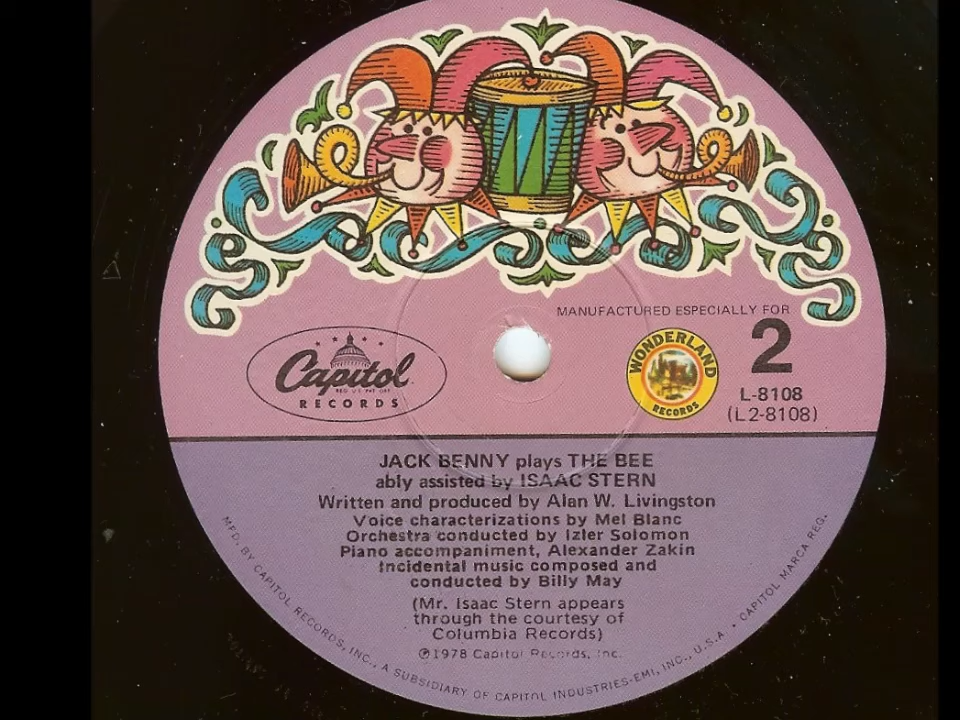 MANUFACTURED ESPECIALLY FOR
Capitol
REG. U.S. PAT. OFF.
RECORDS
WONDERLAND
RECORDS
2
L-8108
(L2-8108)
JACK BENNY plays THE BEE
ably assisted by ISAAC STERN
Written and produced by Alan W. Livingston
Voice characterizations by Mel Blanc
Orchestra conducted by Izler Solomon
Piano accompaniment, Alexander Zakin
Incidental music composed and
conducted by Billy May
(Mr. Isaac Stern appears
through the courtesy of
Columbia Records)
℗1978 Capitol Records, Inc.
MFD. BY CAPITOL RECORDS, INC., A SUBSIDIARY OF CAPITOL INDUSTRIES-EMI, INC., U.S.A. • CAPITOL MARCA REG.